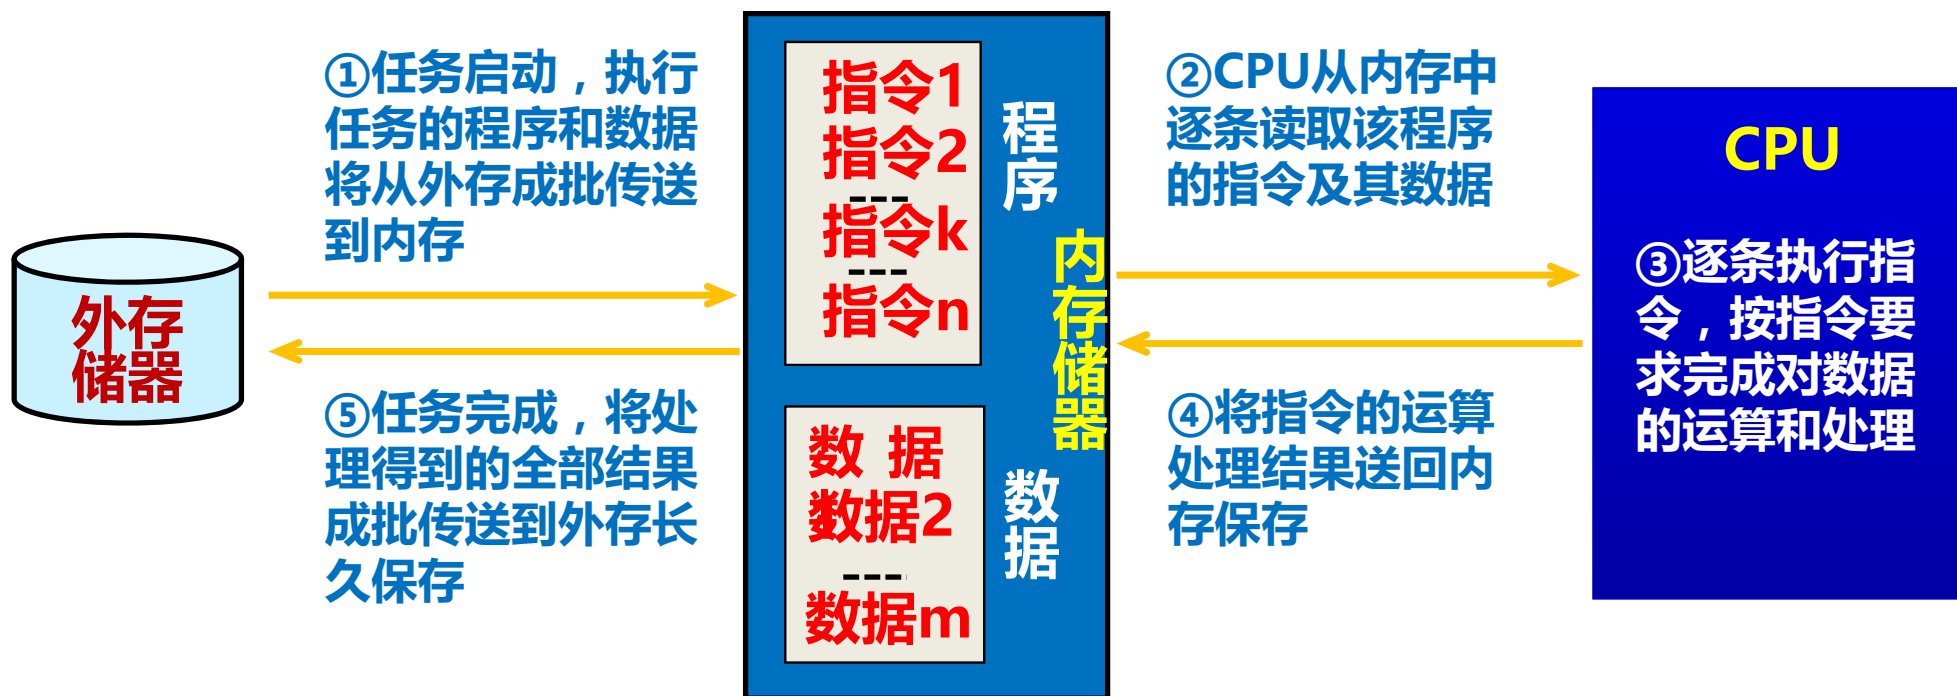 ①任务启动，执行
任务的程序和数据
将从外存成批传送
到内存
外存
储器
⑤任务完成，将处
理得到的全部结果
成批传送到外存长
久保存
指令1
指令2
指令k
指令n
程序
内存储器
数 据
数据2
数据m
数据
②CPU从内存中
逐条读取该程序
的指令及其数据
④将指令的运算
处理结果送回内
存保存
CPU
③逐条执行指
令，按指令要
求完成对数据
的运算和处理